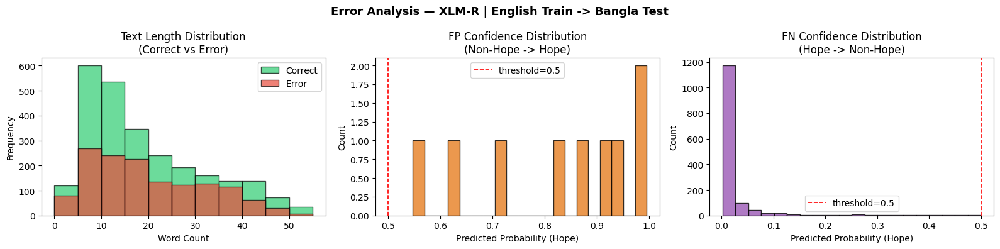 Error Analysis — XLM-R | English Train -> Bangla Test
Text Length Distribution
(Correct vs Error)
Correct
Error
600
500
400
300
200
100
0
Frequency
0 10 20 30 40 50
Word Count
FP Confidence Distribution
(Non-Hope -> Hope)
threshold=0.5
2.00
1.75
1.50
1.25
1.00
0.75
0.50
0.25
0.00
Count
0.5 0.6 0.7 0.8 0.9 1.0
Predicted Probability (Hope)
FN Confidence Distribution
(Hope -> Non-Hope)
1200
1000
800
600
400
200
0
Count
threshold=0.5
0.0 0.1 0.2 0.3 0.4 0.5
Predicted Probability (Hope)